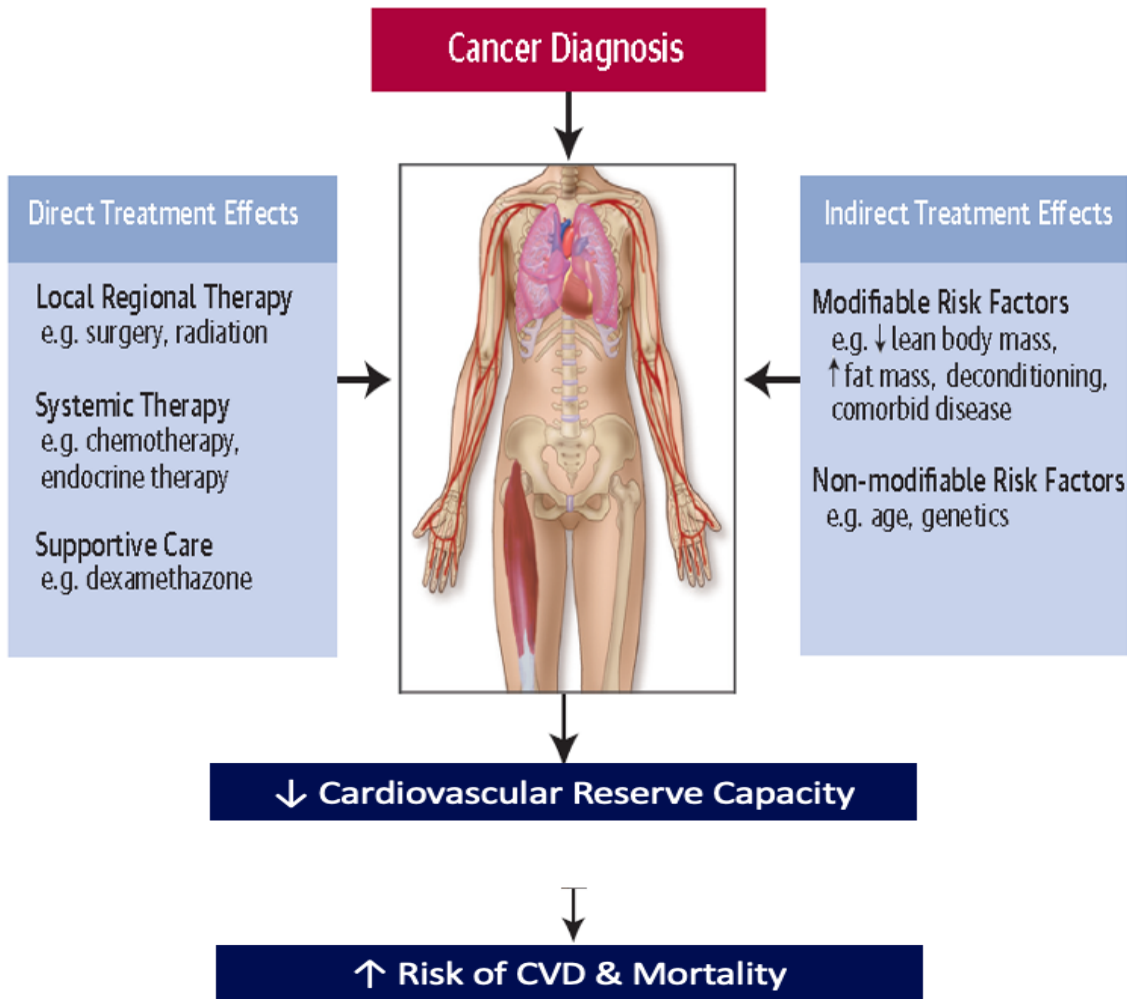 Cancer Diagnosis
Direct Treatment Effects
Local Regional Therapy
e.g. surgery, radiation
Systemic Therapy
e.g. chemotherapy,
endocrine therapy
Supportive Care
e.g. dexamethazone
Indirect Treatment Effects
Modifiable Risk Factors
e.g. ↓ lean body mass,
↑ fat mass, deconditioning,
comorbid disease
Non-modifiable Risk Factors
e.g. age, genetics
↓ Cardiovascular Reserve Capacity
↑ Risk of CVD & Mortality